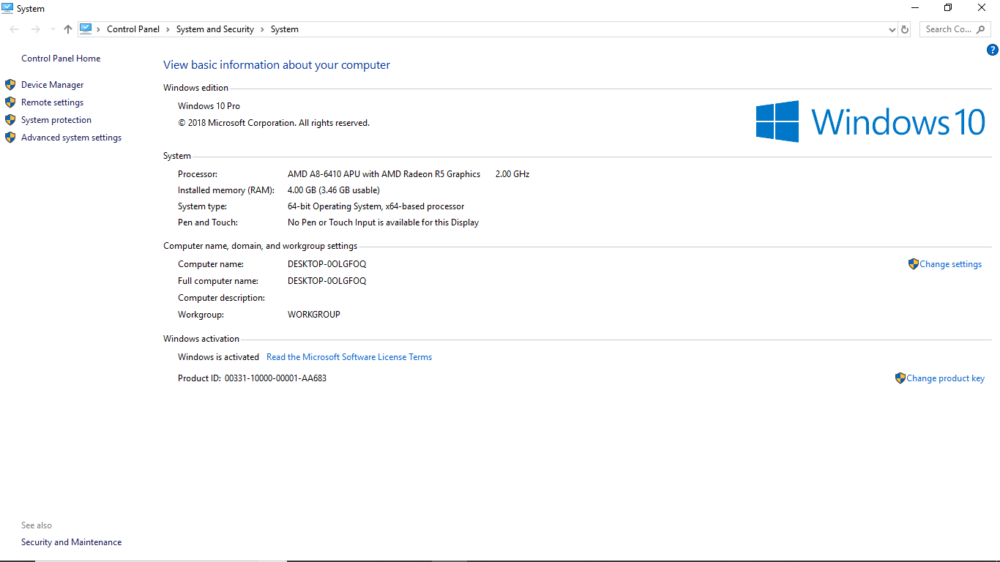 System
Control Panel > System and Security > System
Search Co...
?
Control Panel Home
Device Manager
Remote settings
System protection
Advanced system settings
View basic information about your computer
Windows edition
Windows 10 Pro
© 2018 Microsoft Corporation. All rights reserved.
Windows 10
System
Processor: AMD A8-6410 APU with AMD Radeon R5 Graphics 2.00 GHz
Installed memory (RAM): 4.00 GB (3.46 GB usable)
System type: 64-bit Operating System, x64-based processor
Pen and Touch: No Pen or Touch Input is available for this Display
Computer name, domain, and workgroup settings
Computer name: DESKTOP-0OLGFOQ Change settings
Full computer name: DESKTOP-0OLGFOQ
Computer description:
Workgroup: WORKGROUP
Windows activation
Windows is activated Read the Microsoft Software License Terms
Product ID: 00331-10000-00001-AA683 Change product key
See also
Security and Maintenance